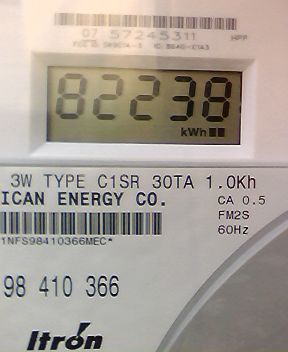 07 57245311
82238
kWh
3W TYPE C1SR 30TA 1.0Kh
ICAN ENERGY CO.
CA 0.5
FM2S
60Hz
1NFS98410366MEC*
98 410 366
Itron